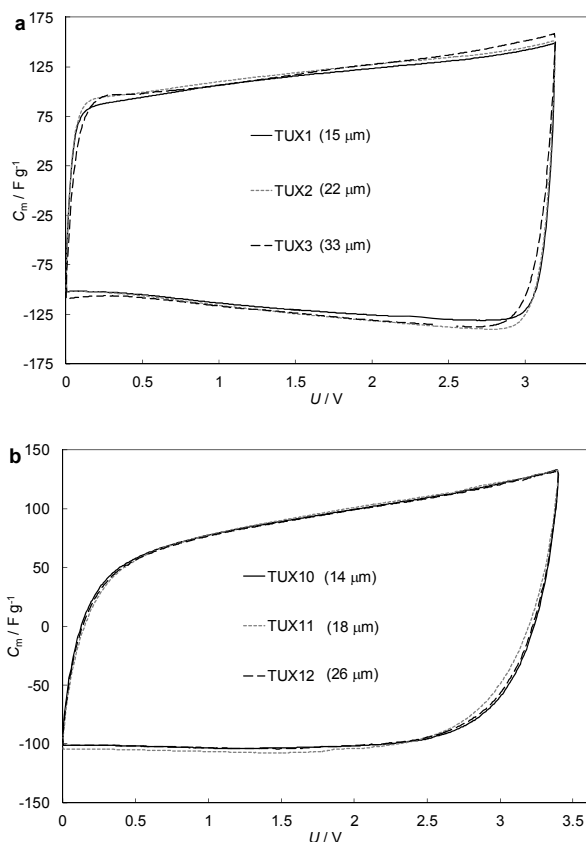 a
175
125
75
25
-25
-75
-125
-175
C_m / F g^-1
TUX1 (15 μm)
TUX2 (22 μm)
TUX3 (33 μm)
0 0.5 1 1.5 2 2.5 3
U / V
b
150
100
50
0
-50
-100
-150
C_m / F g^-1
TUX10 (14 μm)
TUX11 (18 μm)
TUX12 (26 μm)
0 0.5 1 1.5 2 2.5 3 3.5
U / V